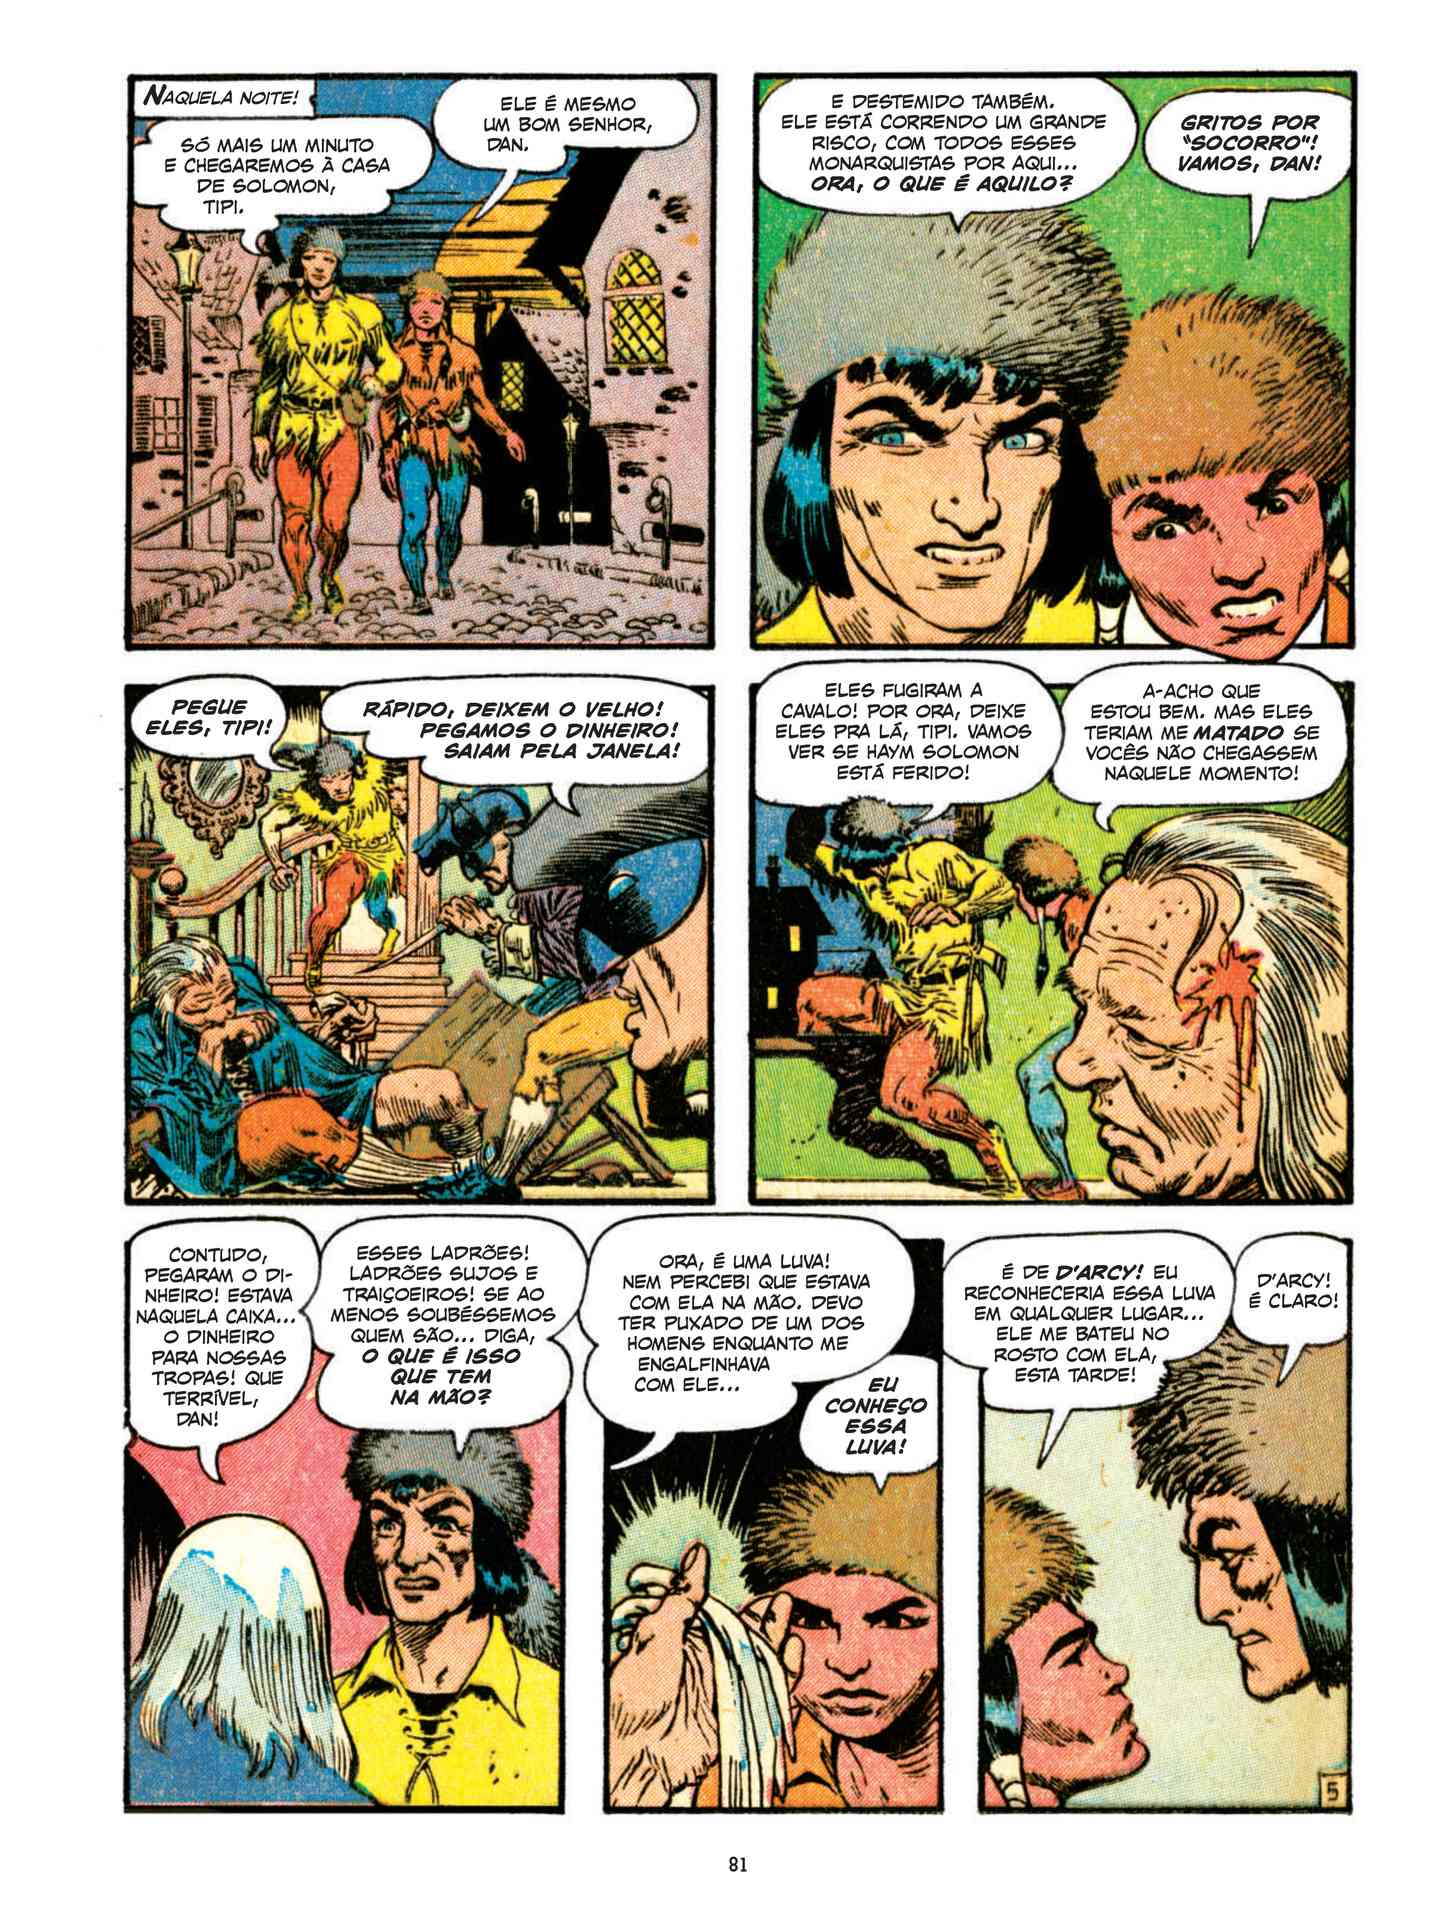 NAQUELA NOITE!
SÓ MAIS UM MINUTO
E CHEGAREMOS À CASA
DE SOLOMON,
TIPI.
ELE É MESMO
UM BOM SENHOR,
DAN.
E DESTEMIDO TAMBÉM.
ELE ESTÁ CORRENDO UM GRANDE
RISCO, COM TODOS ESSES
MONARQUISTAS POR AQUI...
ORA, O QUE É AQUILO?
GRITOS POR
"SOCORRO"!
VAMOS, DAN!
PEGUE
ELES, TIPI!
RÁPIDO, DEIXEM O VELHO!
PEGAMOS O DINHEIRO!
SAIAM PELA JANELA!
ELES FUGIRAM A
CAVALO! POR ORA, DEIXE
ELES PRA LÁ, TIPI. VAMOS
VER SE HAYM SOLOMON
ESTÁ FERIDO!
A-ACHO QUE
ESTOU BEM. MAS ELES
TERIAM ME MATADO SE
VOCÊS NÃO CHEGASSEM
NAQUELE MOMENTO!
CONTUDO,
PEGARAM O DI-
NHEIRO! ESTAVA
NAQUELA CAIXA...
O DINHEIRO
PARA NOSSAS
TROPAS! QUE
TERRÍVEL,
DAN!
ESSES LADRÕES!
LADRÕES SUJOS E
TRAIÇOEIROS! SE AO
MENOS SOUBÉSSEMOS
QUEM SÃO... DIGA,
O QUE É ISSO
QUE TEM
NA MÃO?
ORA, É UMA LUVA!
NEM PERCEBI QUE ESTAVA
COM ELA NA MÃO. DEVO
TER PUXADO DE UM DOS
HOMENS ENQUANTO ME
ENGALFINHAVA
COM ELE...
EU
CONHEÇO
ESSA
LUVA!
É DE D'ARCY! EU
RECONHECERIA ESSA LUVA
EM QUALQUER LUGAR...
ELE ME BATEU NO
ROSTO COM ELA,
ESTA TARDE!
D'ARCY!
É CLARO!
5
81